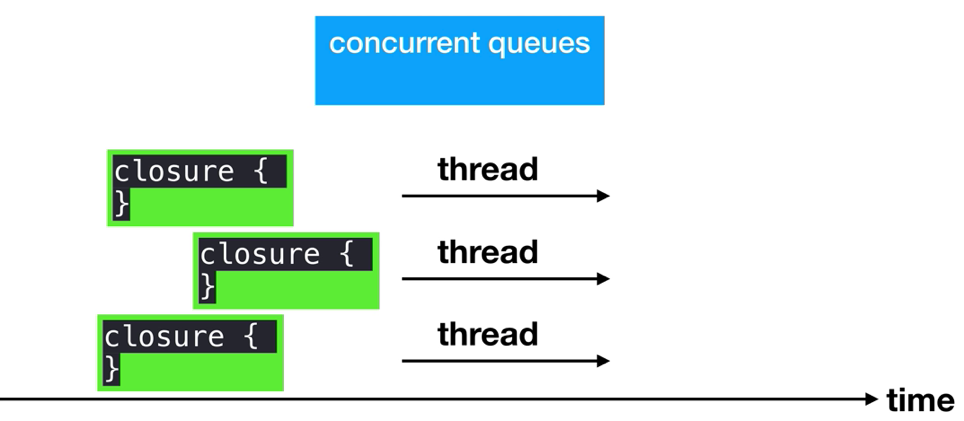 concurrent queues
closure {
}
thread
closure {
}
thread
closure {
}
thread
time